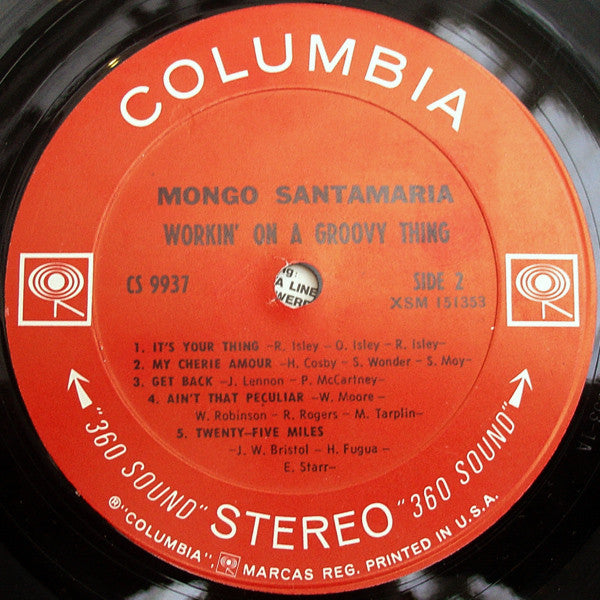 COLUMBIA
MONGO SANTAMARIA
WORKIN' ON A GROOVY THING
CS 9937
SIDE 2
XSM 151353
g:
A LINE
WERE
1. IT'S YOUR THING –R. Isley– O. Isley – R. Isley–
2. MY CHERIE AMOUR –H. Cosby – S. Wonder – S. Moy–
3. GET BACK –J. Lennon – P. McCartney–
4. AIN'T THAT PECULIAR –W. Moore–
W. Robinson – R. Rogers – M. Tarplin–
5. TWENTY-FIVE MILES
–J. W. Bristol – H. Fugua –
E. Starr–
"360 SOUND" STEREO "360 SOUND"
℗"COLUMBIA", MARCAS REG. PRINTED IN U.S.A.